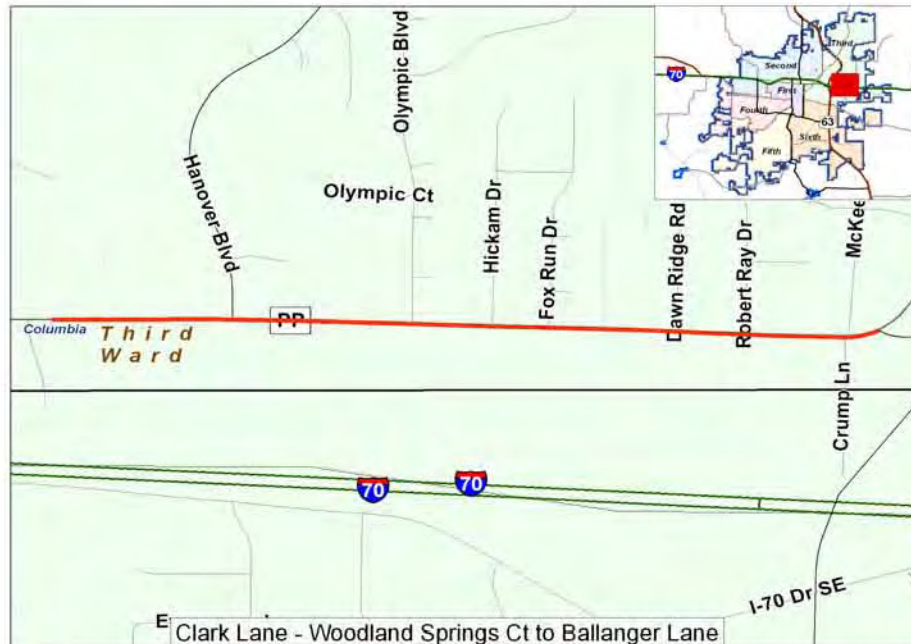 Olympic Blvd
Hanover Blvd
Olympic Ct
Hickam Dr
Fox Run Dr
Dawn Ridge Rd
Robert Ray Dr
McKee
Second
Third
70
First
Fourth
63
Sixth
Fifth
PP
Columbia
Third
Ward
Crump Ln
70
70
I-70 Dr SE
E
Clark Lane - Woodland Springs Ct to Ballanger Lane